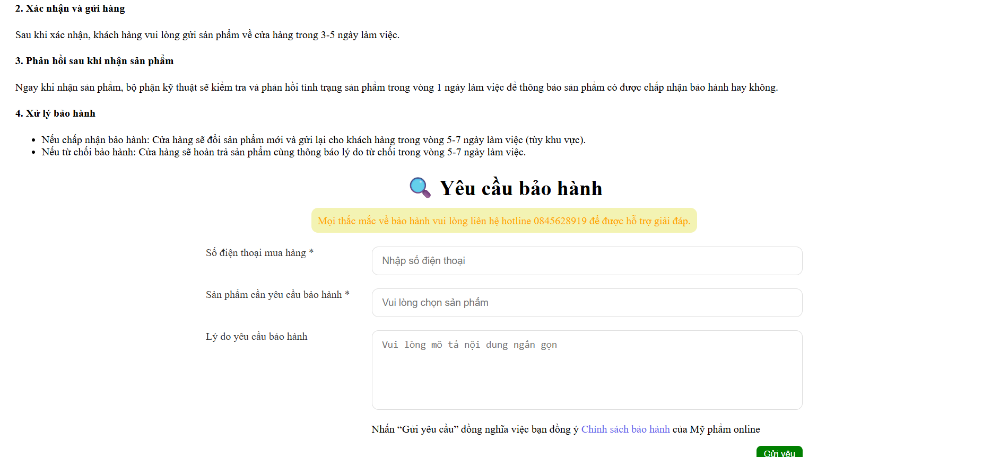 2. Xác nhận và gửi hàng
Sau khi xác nhận, khách hàng vui lòng gửi sản phẩm về cửa hàng trong 3-5 ngày làm việc.
3. Phản hồi sau khi nhận sản phẩm
Ngay khi nhận sản phẩm, bộ phận kỹ thuật sẽ kiểm tra và phản hồi tình trạng sản phẩm trong vòng 1 ngày làm việc để thông báo sản phẩm có được chấp nhận bảo hành hay không.
4. Xử lý bảo hành
• Nếu chấp nhận bảo hành: Cửa hàng sẽ đổi sản phẩm mới và gửi lại cho khách hàng trong vòng 5-7 ngày làm việc (tùy khu vực).
• Nếu từ chối bảo hành: Cửa hàng sẽ hoàn trả sản phẩm cùng thông báo lý do từ chối trong vòng 5-7 ngày làm việc.
Yêu cầu bảo hành
Mọi thắc mắc về bảo hành vui lòng liên hệ hotline 0845628919 để được hỗ trợ giải đáp.
Số điện thoại mua hàng *
Nhập số điện thoại
Sản phẩm cần yêu cầu bảo hành *
Vui lòng chọn sản phẩm
Lý do yêu cầu bảo hành
Vui lòng mô tả nội dung ngắn gọn
Nhấn “Gửi yêu cầu” đồng nghĩa việc bạn đồng ý Chính sách bảo hành của Mỹ phẩm online
Gửi yêu